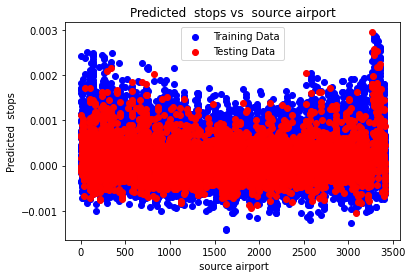 Predicted  stops vs  source airport
Training Data
Testing Data
0.003
0.002
0.001
0.000
−0.001
Predicted  stops
0 500 1000 1500 2000 2500 3000 3500
source airport